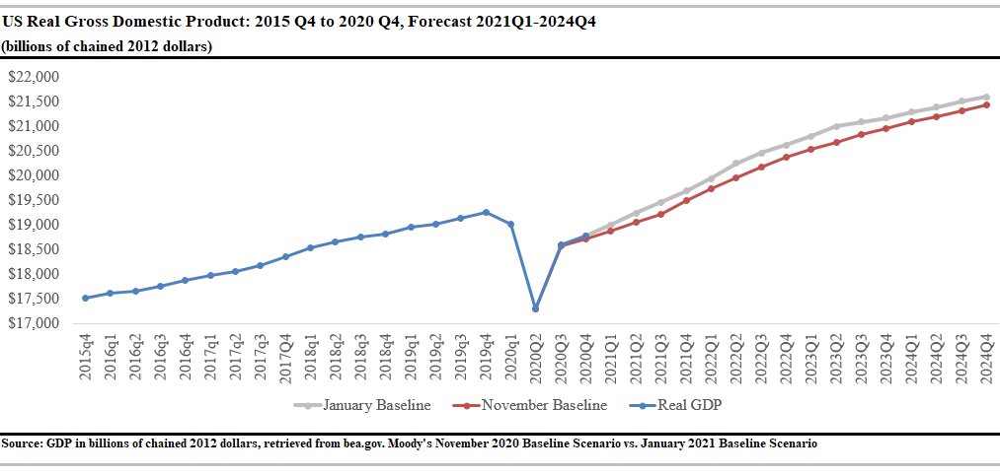 US Real Gross Domestic Product: 2015 Q4 to 2020 Q4, Forecast 2021Q1-2024Q4
(billions of chained 2012 dollars)
$22,000
$21,500
$21,000
$20,500
$20,000
$19,500
$19,000
$18,500
$18,000
$17,500
$17,000
2015q4
2016q1
2016q2
2016q3
2016q4
2017q1
2017q2
2017q3
2017Q4
2018q1
2018q2
2018q3
2018q4
2019q1
2019q2
2019q3
2019q4
2020q1
2020Q2
2020Q3
2020Q4
2021Q1
2021Q2
2021Q3
2021Q4
2022Q1
2022Q2
2022Q3
2022Q4
2023Q1
2023Q2
2023Q3
2023Q4
2024Q1
2024Q2
2024Q3
2024Q4
January Baseline November Baseline Real GDP
Source: GDP in billions of chained 2012 dollars, retrieved from bea.gov. Moody's November 2020 Baseline Scenario vs. January 2021 Baseline Scenario